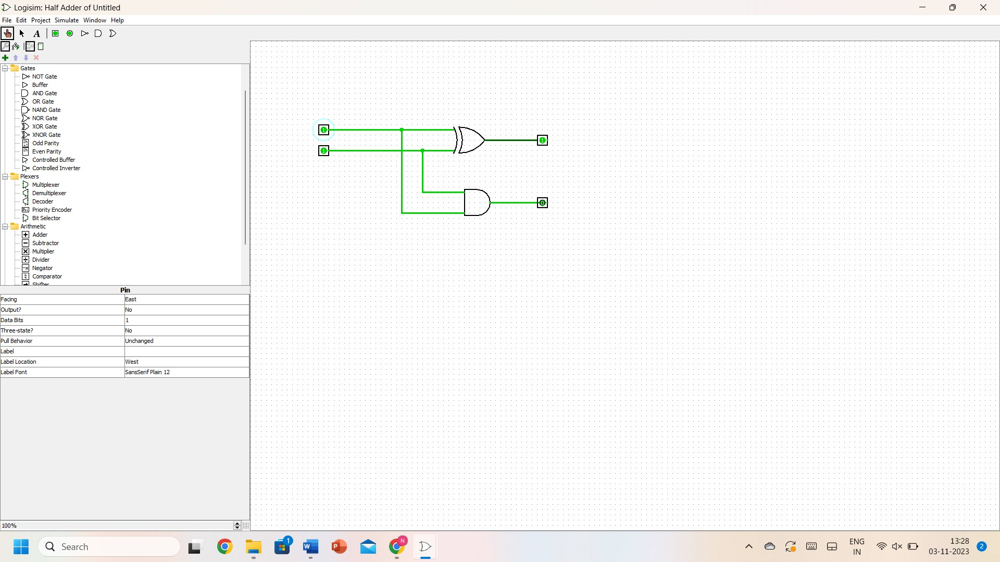 Logisim: Half Adder of Untitled
File Edit Project Simulate Window Help
A
Gates
NOT Gate
Buffer
AND Gate
OR Gate
NAND Gate
NOR Gate
XOR Gate
XNOR Gate
Odd Parity
Even Parity
Controlled Buffer
Controlled Inverter
Plexers
Multiplexer
Demultiplexer
Decoder
Pri Priority Encoder
Bit Selector
Arithmetic
Adder
Subtractor
Multiplier
Divider
Negator
Comparator
Shifter
1
1
1
0
Pin
Facing East
Output? No
Data Bits 1
Three-state? No
Pull Behavior Unchanged
Label
Label Location West
Label Font SansSerif Plain 12
100%
Search
1
W
P
N
ENG
IN
13:28
03-11-2023
2